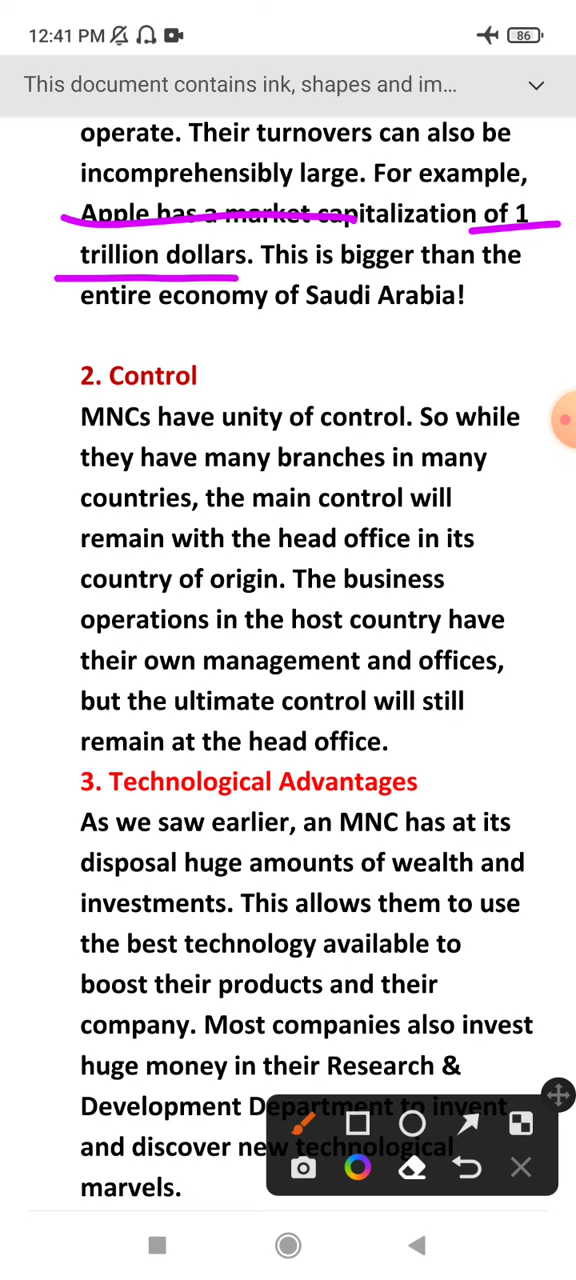 12:41 PM
86
This document contains ink, shapes and im...
operate. Their turnovers can also be
incomprehensibly large. For example,
Apple has a market capitalization of 1
trillion dollars. This is bigger than the
entire economy of Saudi Arabia!
2. Control
MNCs have unity of control. So while
they have many branches in many
countries, the main control will
remain with the head office in its
country of origin. The business
operations in the host country have
their own management and offices,
but the ultimate control will still
remain at the head office.
3. Technological Advantages
As we saw earlier, an MNC has at its
disposal huge amounts of wealth and
investments. This allows them to use
the best technology available to
boost their products and their
company. Most companies also invest
huge money in their Research &
Development Department to invent
and discover new technological
marvels.